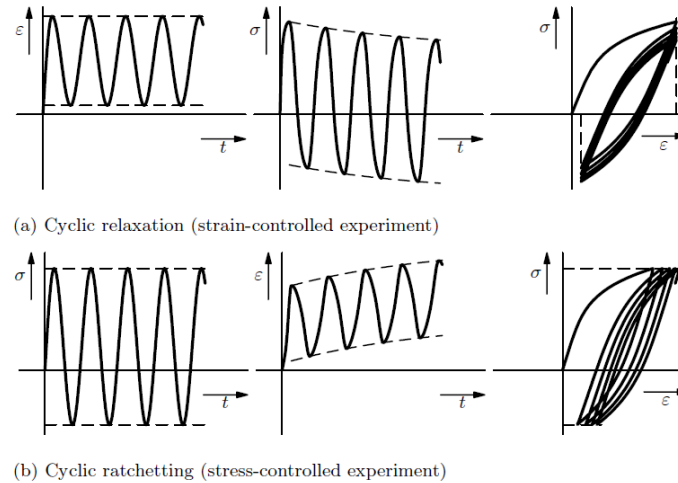 ε
t
σ
t
σ
ε
(a) Cyclic relaxation (strain-controlled experiment)
σ
t
ε
t
σ
ε
(b) Cyclic ratchetting (stress-controlled experiment)